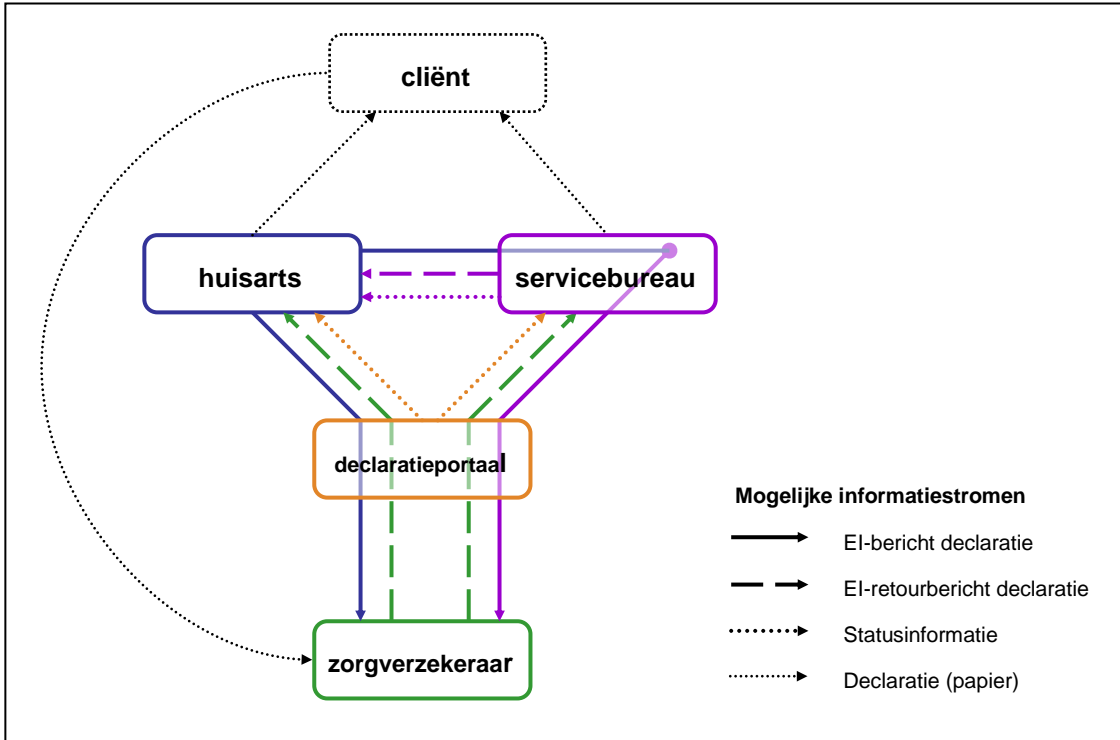 cliënt
huisarts
servicebureau
declaratieportaal
zorgverzekeraar
Mogelijke informatiestromen
EI-bericht declaratie
EI-retourbericht declaratie
Statusinformatie
Declaratie (papier)